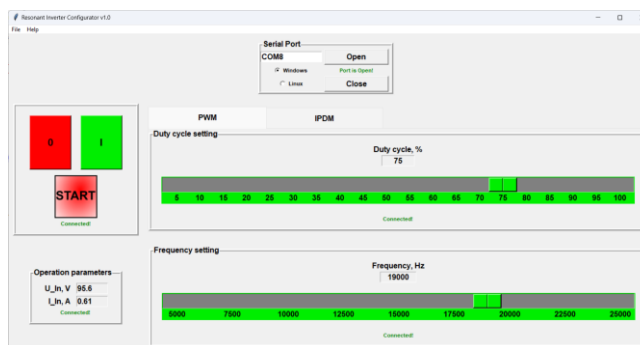 Resonant Inverter Configurator v1.0
File Help
Serial Port
COM8 Open
Windows Port is Open!
Linux Close
0 I
START
Connected!
PWM IPDM
Duty cycle setting
Duty cycle, %
75
5 10 15 20 25 30 35 40 45 50 55 60 65 70 75 80 85 90 95 100
Connected!
Operation parameters
U_In, V 95.6
I_In, A 0.61
Connected!
Frequency setting
Frequency, Hz
19000
5000 7500 10000 12500 15000 17500 20000 22500 25000
Connected!